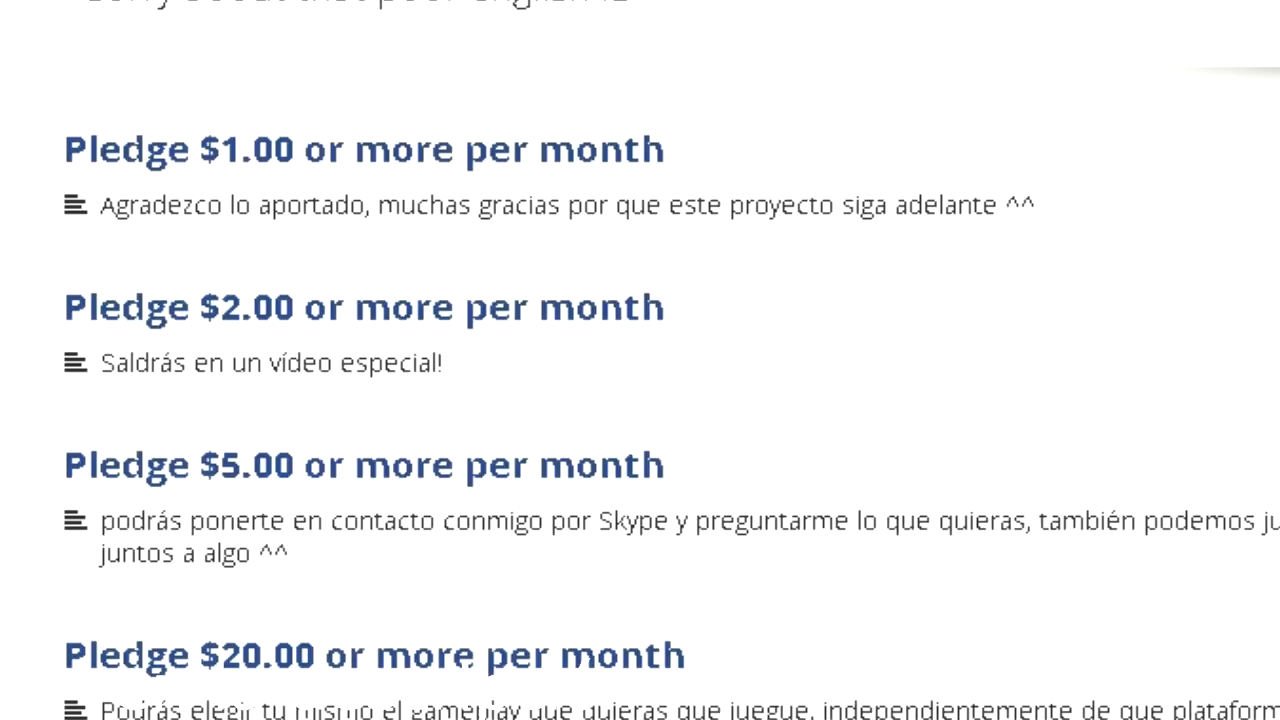 Pledge $1.00 or more per month
Agradezco lo aportado, muchas gracias por que este proyecto siga adelante ^^
Pledge $2.00 or more per month
Saldrás en un vídeo especial!
Pledge $5.00 or more per month
podrás ponerte en contacto conmigo por Skype y preguntarme lo que quieras, también podemos
juntos a algo ^^
Pledge $20.00 or more per month
Podrás elegir tu mismo el gameplay que quieras que juegue, independientemente de que